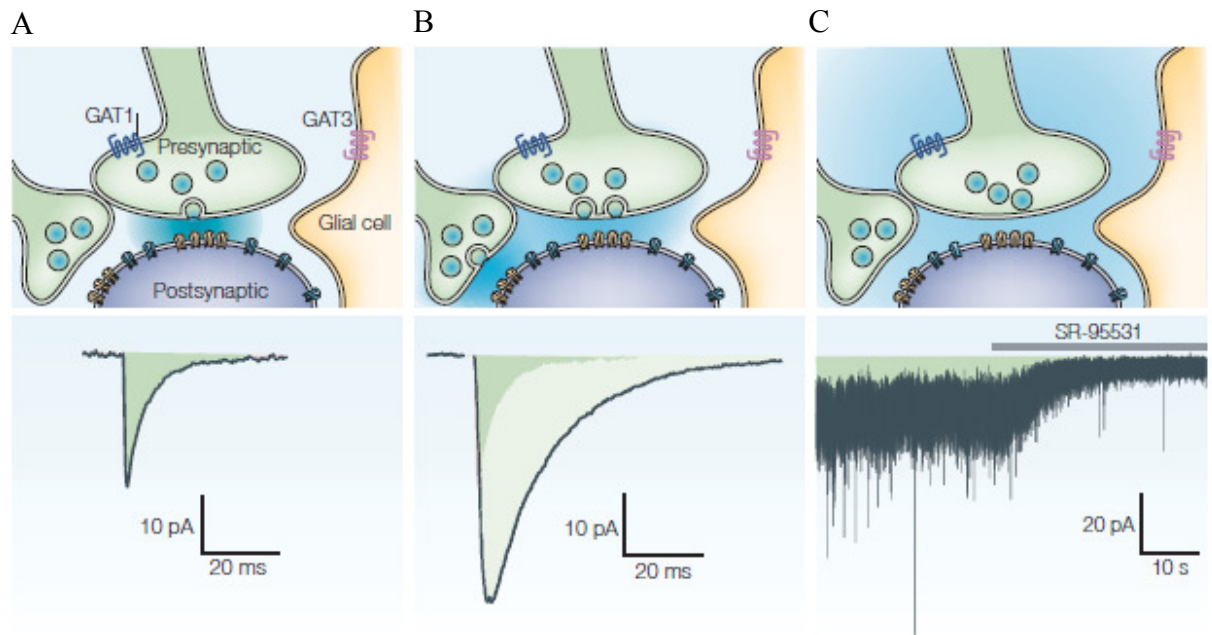 A
B
C
GAT1
GAT3
Presynaptic
Glial cell
Postsynaptic
SR-95531
10 pA
20 ms
10 pA
20 ms
20 pA
10 s